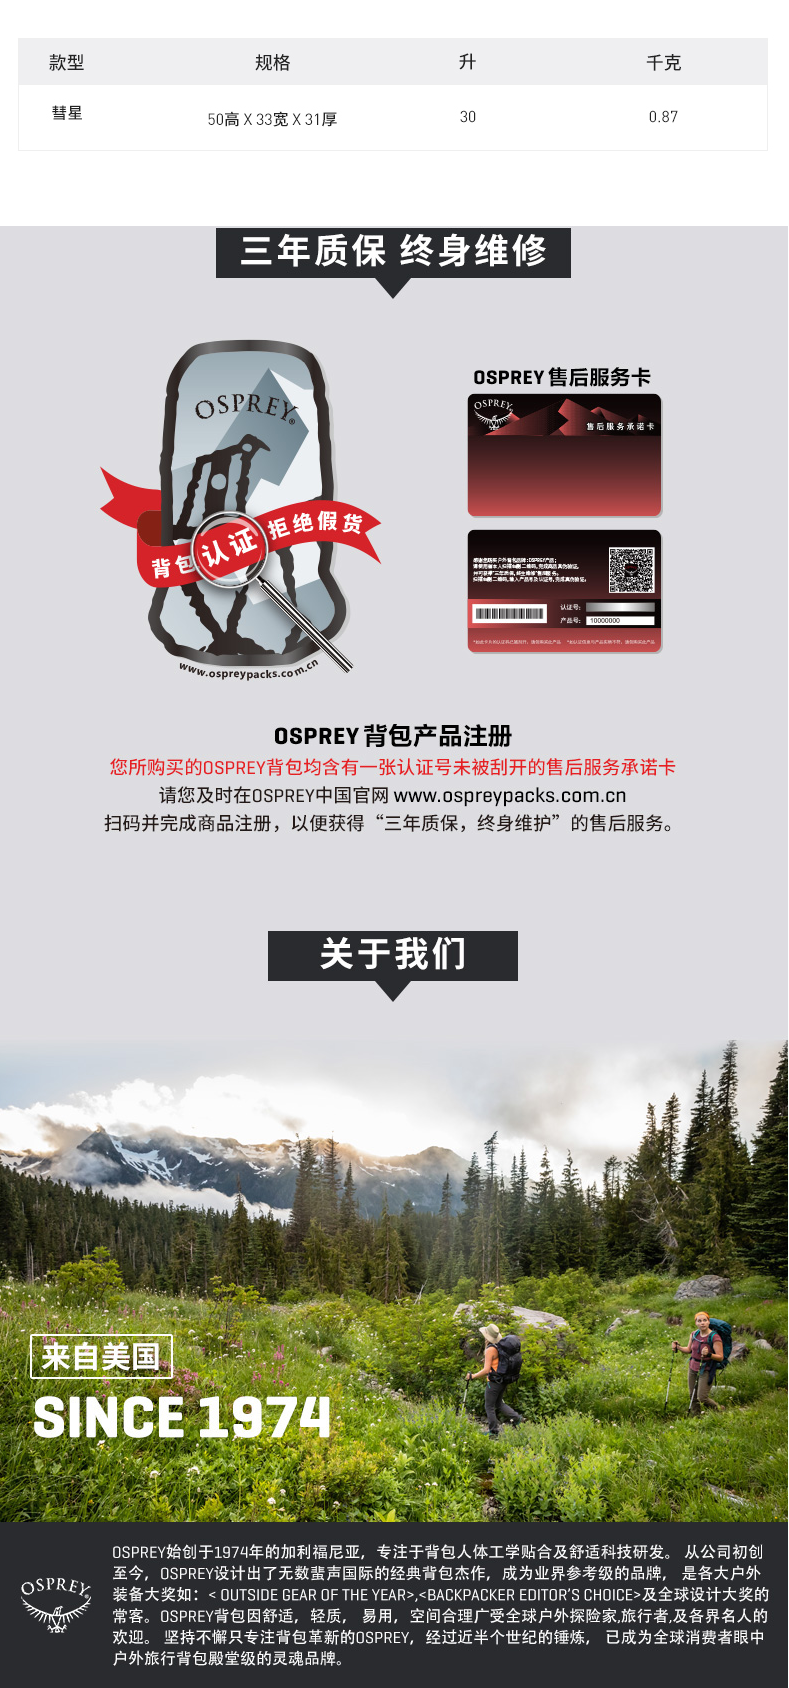 款型 规格 升 千克
彗星 50高 X 33宽 X 31厚 30 0.87
三年质保 终身维修
OSPREY
背包 认证 拒绝假货
www.ospreypacks.com.cn
OSPREY 售后服务卡
OSPREY
售后服务承诺卡
认证号:
产品号: 10000000
OSPREY 背包产品注册
您所购买的OSPREY背包均含有一张认证号未被刮开的售后服务承诺卡
请您及时在OSPREY中国官网 www.ospreypacks.com.cn
扫码并完成商品注册，以便获得“三年质保，终身维护”的售后服务。
关于我们
来自美国
SINCE 1974
OSPREY
OSPREY始创于1974年的加利福尼亚，专注于背包人体工学贴合及舒适科技研发。 从公司初创
至今，OSPREY设计出了无数蜚声国际的经典背包杰作，成为业界参考级的品牌， 是各大户外
装备大奖如：< OUTSIDE GEAR OF THE YEAR>,<BACKPACKER EDITOR'S CHOICE>及全球设计大奖的
常客。OSPREY背包因舒适，轻质， 易用，空间合理广受全球户外探险家,旅行者,及各界名人的
欢迎。 坚持不懈只专注背包革新的OSPREY，经过近半个世纪的锤炼， 已成为全球消费者眼中
户外旅行背包殿堂级的灵魂品牌。